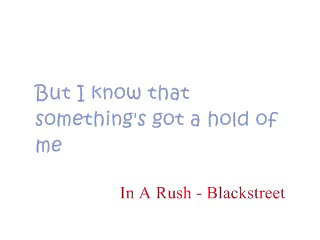 But I know that
something's got a hold of
me
In A Rush - Blackstreet